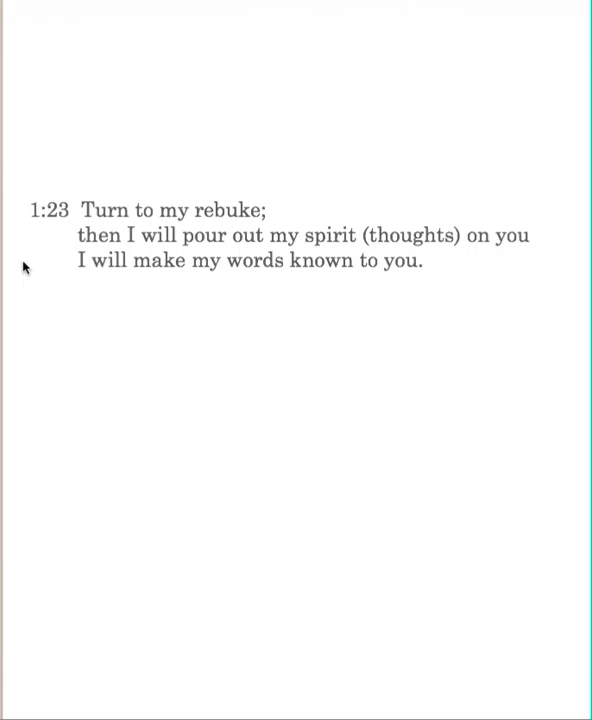 1:23 Turn to my rebuke;
then I will pour out my spirit (thoughts) on you
I will make my words known to you.